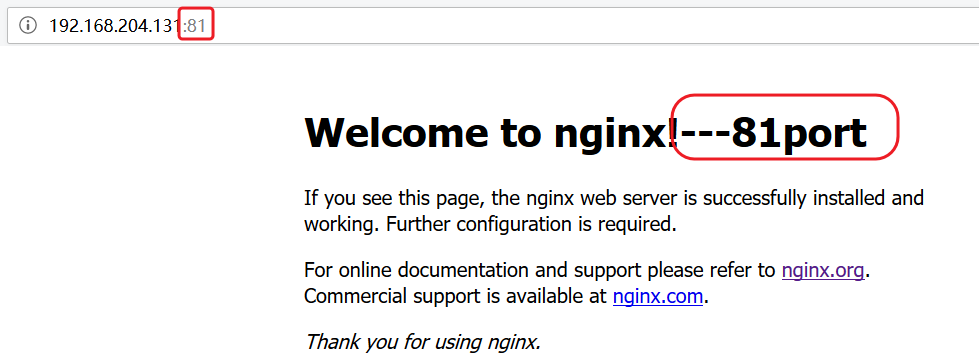 192.168.204.131:81
Welcome to nginx!---81port
If you see this page, the nginx web server is successfully installed and
working. Further configuration is required.
For online documentation and support please refer to nginx.org.
Commercial support is available at nginx.com.
Thank you for using nginx.